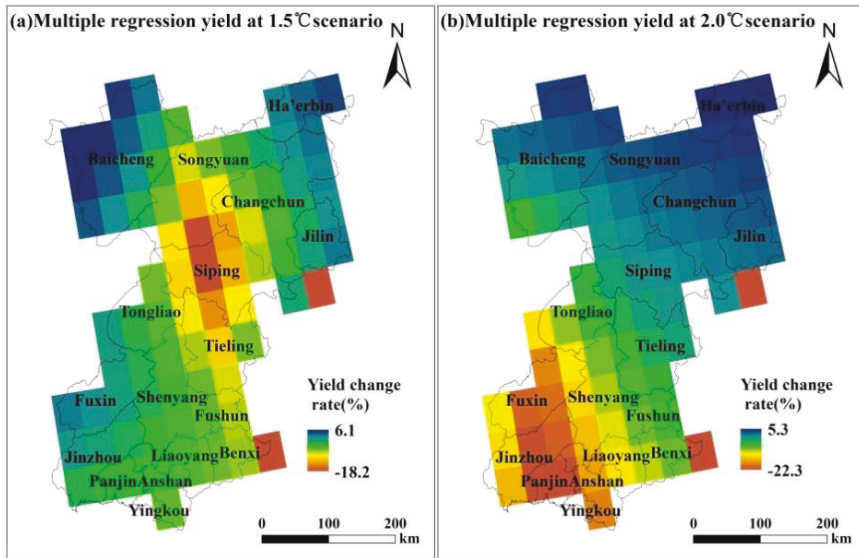 (a)Multiple regression yield at 1.5℃scenario
N
Ha'erbin
Baicheng
Songyuan
Changchun
Jilin
Siping
Tongliao
Tieling
Yield change
rate(%)
6.1
-18.2
Fuxin
Shenyang
Fushun
Jinzhou
Liaoyang
Benxi
Panjin
Anshan
Yingkou
0 100 200
km
(b)Multiple regression yield at 2.0℃scenario
N
Ha'erbin
Baicheng
Songyuan
Changchun
Jilin
Siping
Tongliao
Tieling
Yield change
rate(%)
5.3
-22.3
Fuxin
Shenyang
Fushun
Jinzhou
Liaoyang
Benxi
Panjin
Anshan
Yingkou
0 100 200
km